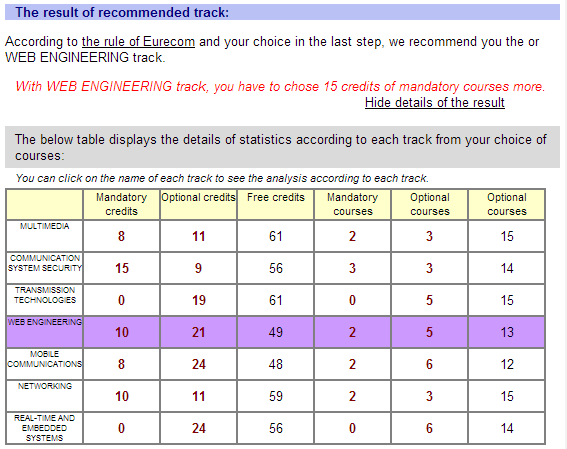 The result of recommended track:
According to the rule of Eurecom and your choice in the last step, we recommend you the or
WEB ENGINEERING track.
With WEB ENGINEERING track, you have to chose 15 credits of mandatory courses more.
Hide details of the result
The below table displays the details of statistics according to each track from your choice of
courses:
You can click on the name of each track to see the analysis according to each track.
Mandatory credits Optional credits Free credits Mandatory courses Optional courses Optional courses
MULTIMEDIA 8 11 61 2 3 15
COMMUNICATION SYSTEM SECURITY 15 9 56 3 3 14
TRANSMISSION TECHNOLOGIES 0 19 61 0 5 15
WEB ENGINEERING 10 21 49 2 5 13
MOBILE COMMUNICATIONS 8 24 48 2 6 12
NETWORKING 10 11 59 2 3 15
REAL-TIME AND EMBEDDED SYSTEMS 0 24 56 0 6 14